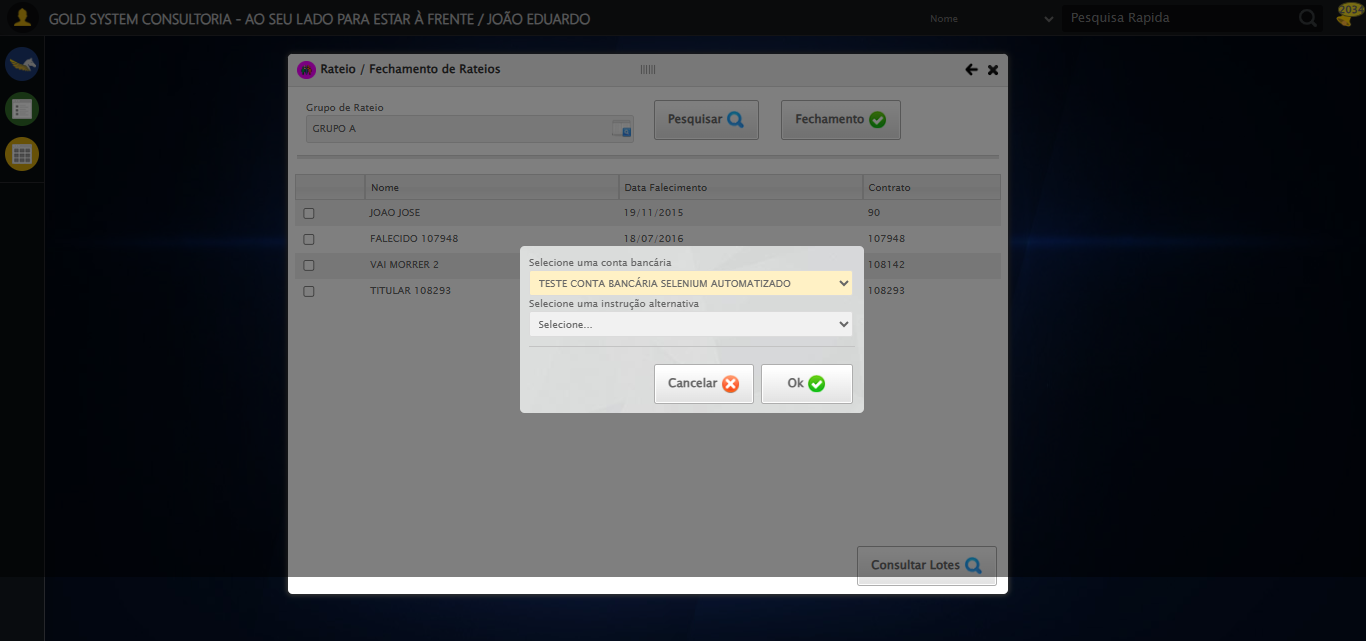 GOLD SYSTEM CONSULTORIA - AO SEU LADO PARA ESTAR À FRENTE / JOÃO EDUARDO
Nome
Pesquisa Rapida
2034
Rateio / Fechamento de Rateios
Grupo de Rateio
GRUPO A
Pesquisar
Fechamento
Nome Data Falecimento Contrato
JOAO JOSE 19/11/2015 90
FALECIDO 107948 18/07/2016 107948
VAI MORRER 2 108142
TITULAR 108293 108293
Selecione uma conta bancária
TESTE CONTA BANCÁRIA SELENIUM AUTOMATIZADO
Selecione uma instrução alternativa
Selecione...
Cancelar
Ok
Consultar Lotes